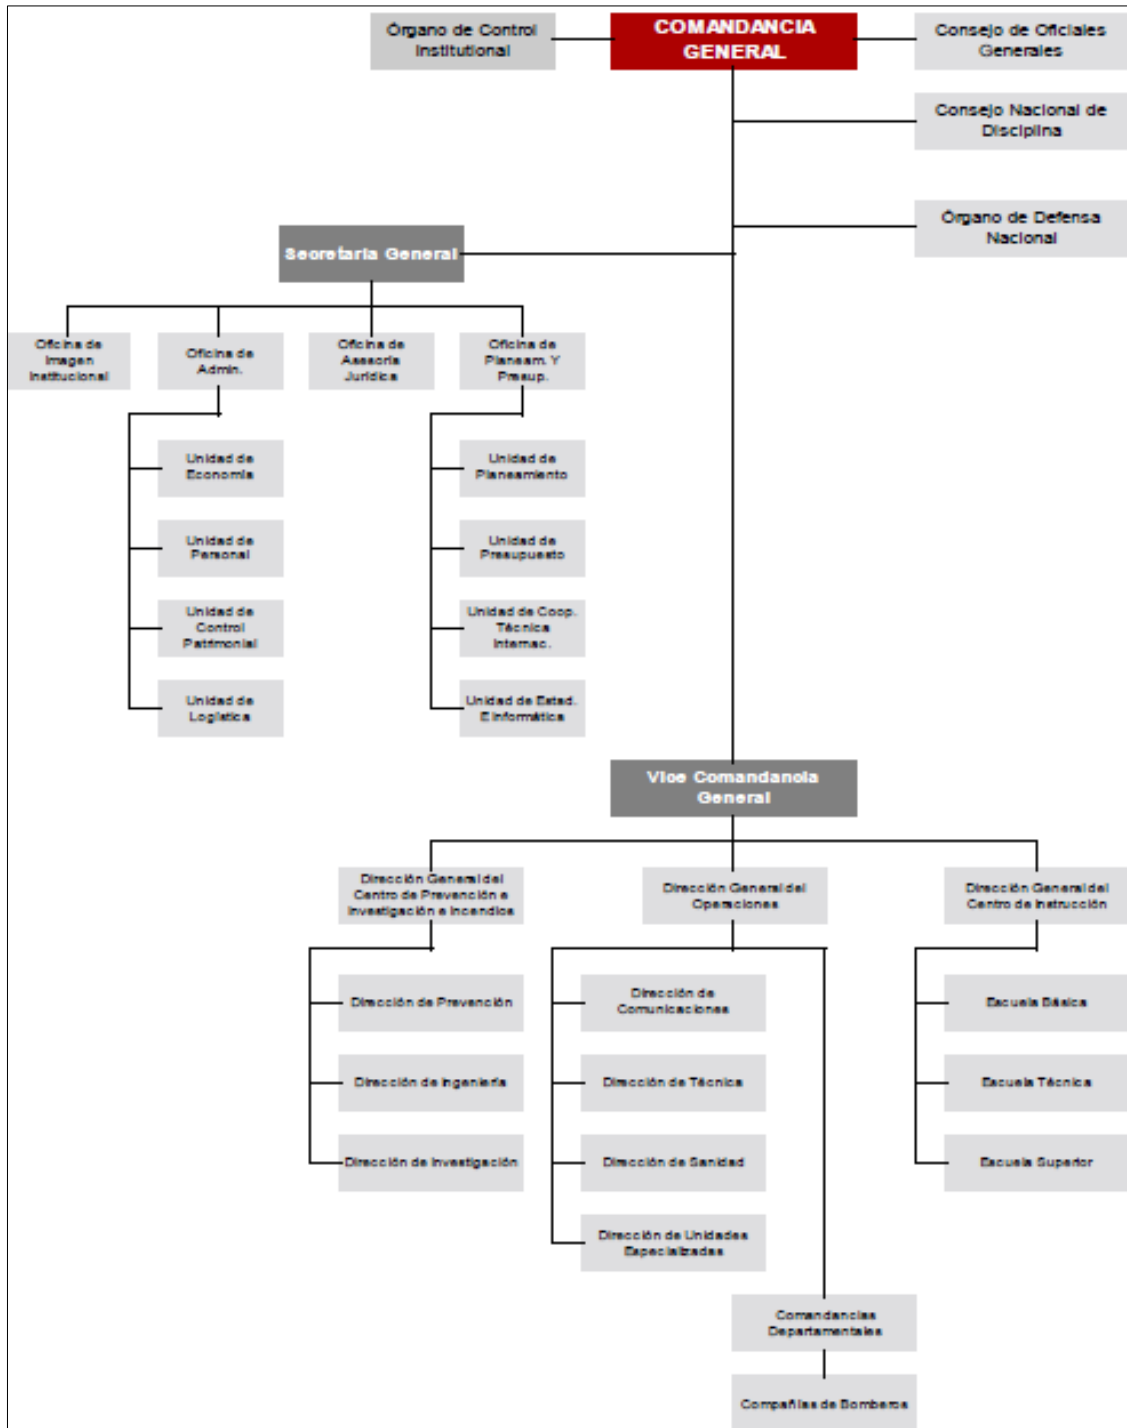 Órgano de Control
Institutional
COMANDANCIA
GENERAL
Consejo de Oficiales
Generales
Consejo Nacional de
Disciplina
Órgano de Defensa
Nacional
Secretaria General
Oficina de
Imagen
Institucional
Oficina de
Admin.
Oficina de
Asesoría
Jurídica
Oficina de
Planeam. Y
Presup.
Unidad de
Economía
Unidad de
Planeamiento
Unidad de
Personal
Unidad de
Presupuesto
Unidad de
Control
Patrimonial
Unidad de Coop.
Técnica
Internac.
Unidad de
Logística
Unidad de Estad.
E Informática
Vice Comandancia
General
Dirección General del
Centro de Prevención e
Investigación e Incendios
Dirección General del
Operaciones
Dirección General del
Centro de Instrucción
Dirección de Prevención
Dirección de
Comunicaciones
Escuela Básica
Dirección de Ingeniería
Dirección de Técnica
Escuela Técnica
Dirección de Investigación
Dirección de Sanidad
Escuela Superior
Dirección de Unidades
Especializadas
Comandancias
Departamentales
Compañías de Bomberos